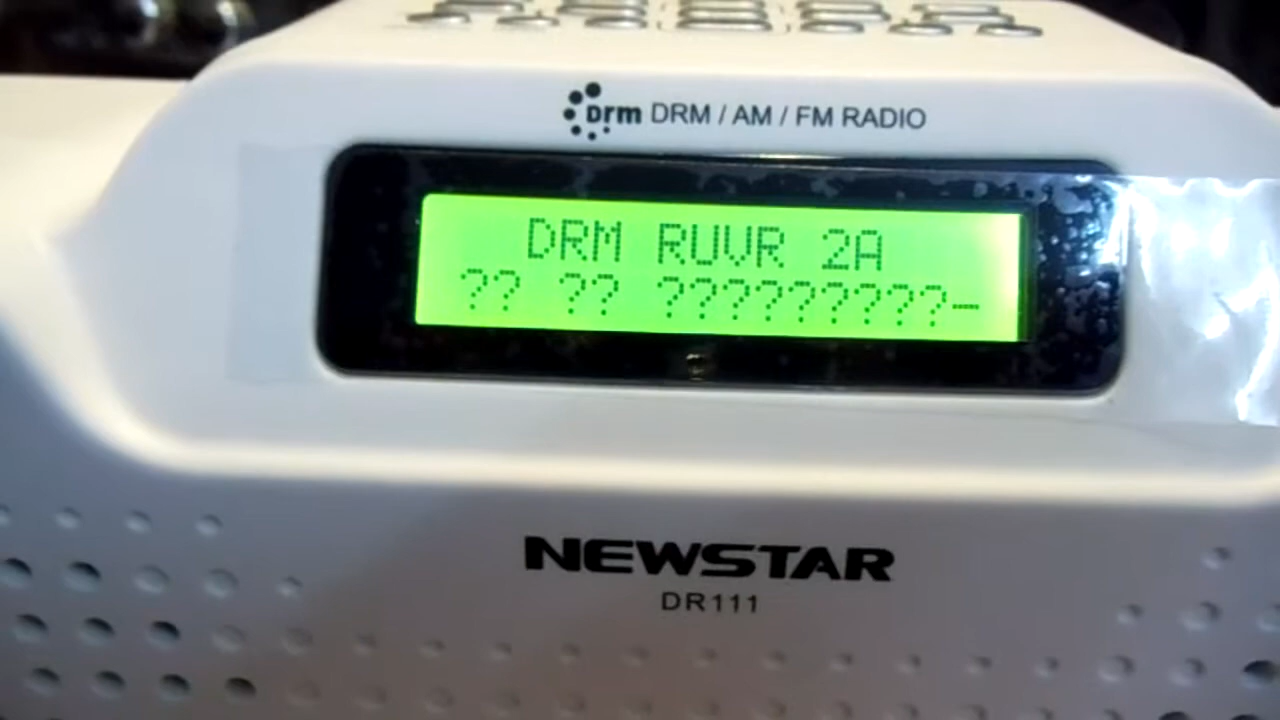 Drm DRM / AM / FM RADIO
DRM RUVR 2A
?? ?? ?????????-
NEWSTAR
DR111